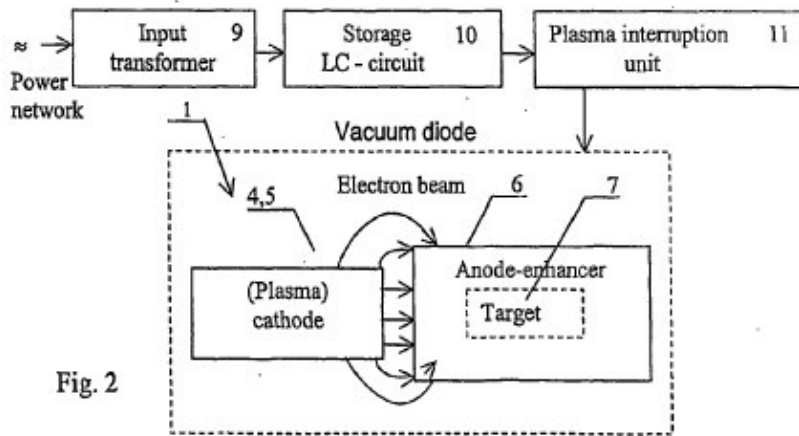 Input 9
transformer
Storage 10
LC - circuit
Plasma interruption 11
unit
≈
Power
network
1
Vacuum diode
Electron beam
4,5
6
7
(Plasma)
cathode
Anode-enhancer
Target
Fig. 2